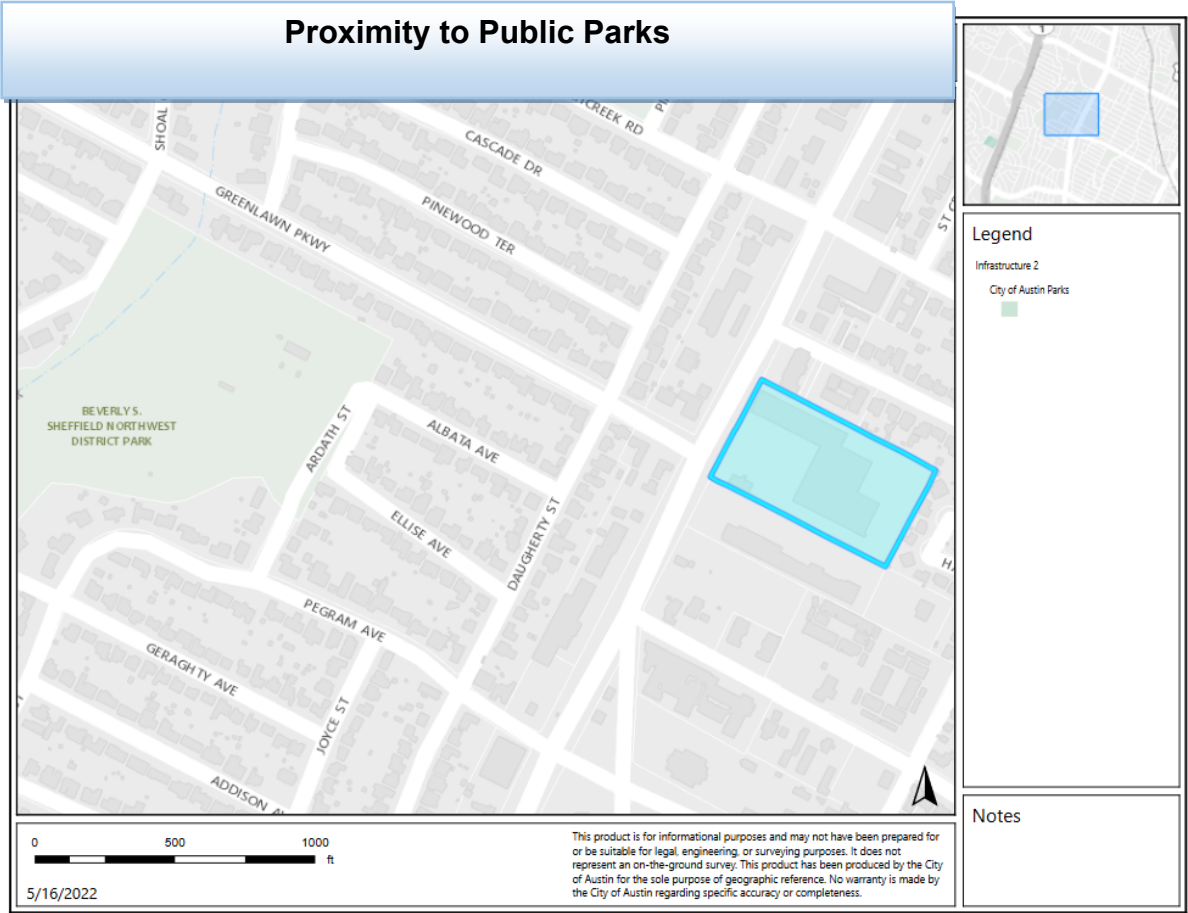 Proximity to Public Parks
1
SHOAL
CREEK RD
CASCADE DR
PINEWOOD TER
GREENLAWN PKWY
BEVERLY S.
SHEFFIELD NORTHWEST
DISTRICT PARK
ARDATH ST
ALBATA AVE
ELLISE AVE
DAUGHERTY ST
PEGRAM AVE
GERAGHTY AVE
JOYCE ST
ADDISON
Legend
Infrastructure 2
City of Austin Parks
Notes
0 500 1000
ft
5/16/2022
This product is for informational purposes and may not have been prepared for
or be suitable for legal, engineering, or surveying purposes. It does not
represent an on-the-ground survey. This product has been produced by the City
of Austin for the sole purpose of geographic reference. No warranty is made by
the City of Austin regarding specific accuracy or completeness.